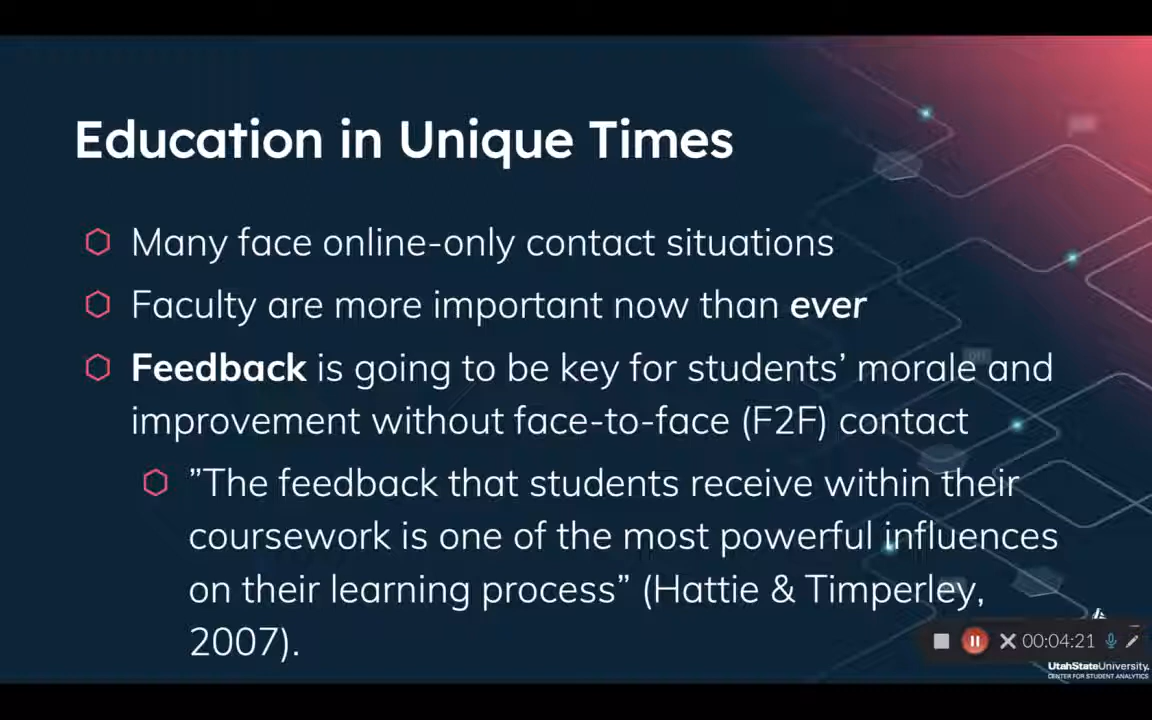 Education in Unique Times
Many face online-only contact situations
Faculty are more important now than ever
Feedback is going to be key for students’ morale and
improvement without face-to-face (F2F) contact
”The feedback that students receive within their
coursework is one of the most powerful influences
on their learning process” (Hattie & Timperley,
2007).
00:04:21
UtahStateUniversity.
CENTER FOR STUDENT ANALYTICS